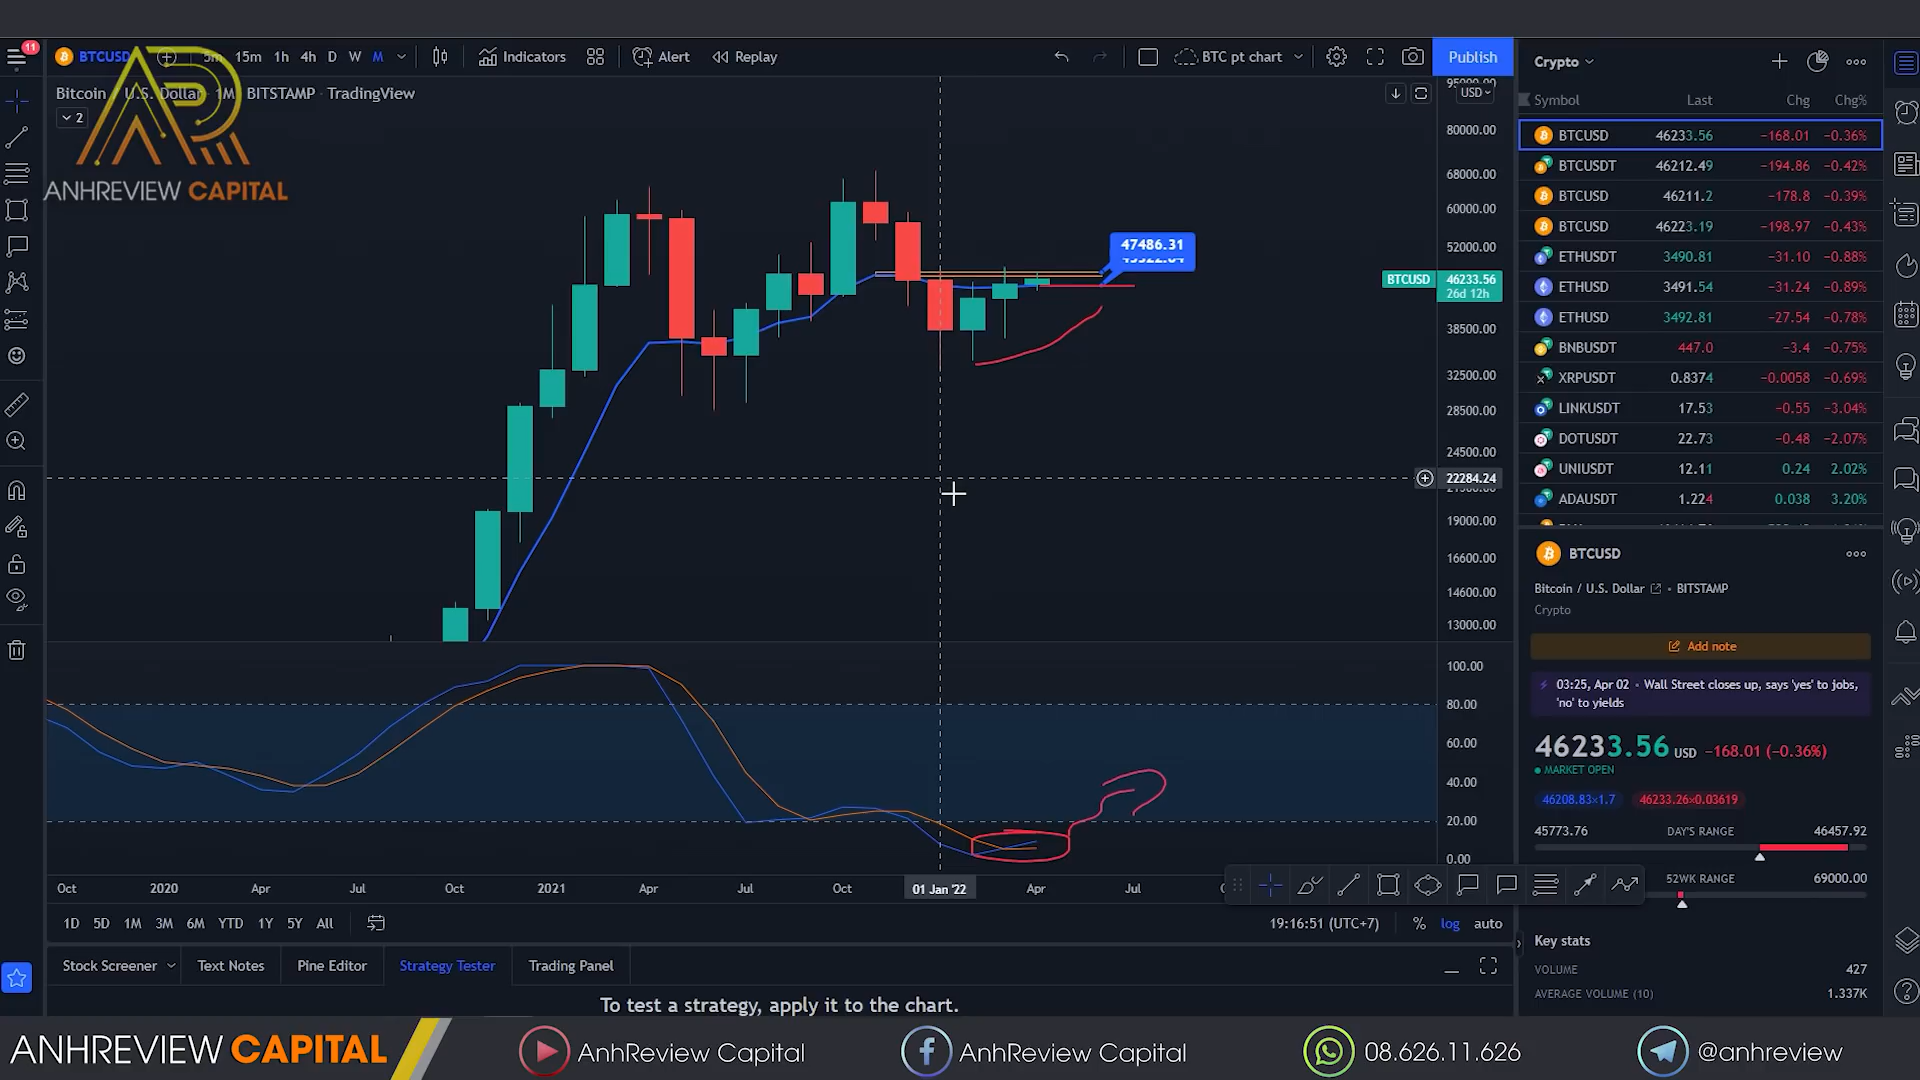 11
BTCUSD 5m 15m 1h 4h D W M Indicators Alert Replay BTC pt chart Publish
Bitcoin / U.S. Dollar · 1M · BITSTAMP · TradingView
2
ANHREVIEW CAPITAL
USD
95000.00
80000.00
68000.00
60000.00
52000.00
38500.00
32500.00
28500.00
24500.00
22284.24
19000.00
16600.00
14600.00
13000.00
47486.31
BTCUSD 46233.56
26d 12h
100.00
80.00
60.00
40.00
20.00
0.00
Oct 2020 Apr Jul Oct 2021 Apr Jul Oct 01 Jan '22 Apr Jul
1D 5D 1M 3M 6M YTD 1Y 5Y All 19:16:51 (UTC+7) % log auto
Stock Screener Text Notes Pine Editor Strategy Tester Trading Panel
To test a strategy, apply it to the chart.
Crypto
Symbol Last Chg Chg%
BTCUSD 46233.56 −168.01 −0.36%
BTCUSDT 46212.49 −194.86 −0.42%
BTCUSD 46211.2 −178.8 −0.39%
BTCUSD 46223.19 −198.97 −0.43%
ETHUSDT 3490.81 −31.10 −0.88%
ETHUSD 3491.54 −31.24 −0.89%
ETHUSD 3492.81 −27.54 −0.78%
BNBUSDT 447.0 −3.4 −0.75%
XRPUSDT 0.8374 −0.0058 −0.69%
LINKUSDT 17.53 −0.55 −3.04%
DOTUSDT 22.73 −0.48 −2.07%
UNIUSDT 12.11 0.24 2.02%
ADAUSDT 1.224 0.038 3.20%
BTCUSD
Bitcoin / U.S. Dollar · BITSTAMP
Crypto
Add note
03:25, Apr 02 · Wall Street closes up, says 'yes' to jobs,
'no' to yields
46233.56 USD −168.01 (−0.36%)
MARKET OPEN
46208.83×1.7 46233.26×0.03619
45773.76 DAY'S RANGE 46457.92
52WK RANGE 69000.00
Key stats
VOLUME 427
AVERAGE VOLUME (10) 1.337K
ANHREVIEW CAPITAL AnhReview Capital AnhReview Capital 08.626.11.626 @anhreview